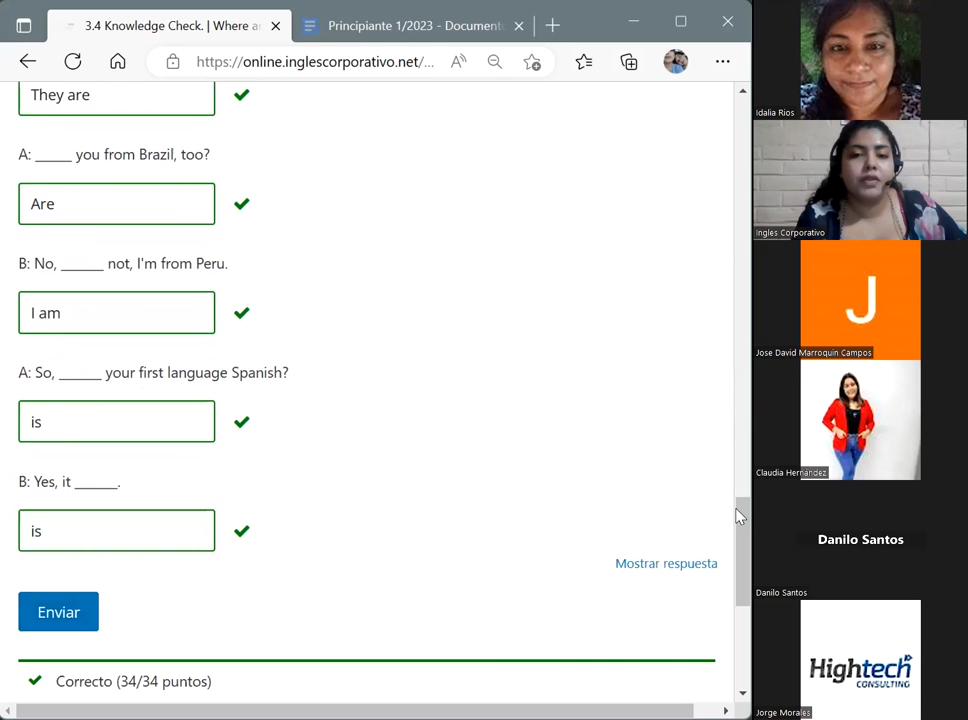 3.4 Knowledge Check. | Where a
Principiante 1/2023 - Document
https://online.inglescorporativo.net/...
They are
A: _____ you from Brazil, too?
Are
B: No, ______ not, I'm from Peru.
I am
A: So, ______ your first language Spanish?
is
B: Yes, it ______.
is
Mostrar respuesta
Enviar
Correcto (34/34 puntos)
Idalia Rios
Ingles Corporativo
J
Jose David Marroquin Campos
Claudia Hernández
Danilo Santos
Danilo Santos
Hightech
CONSULTING
Jorge Morales